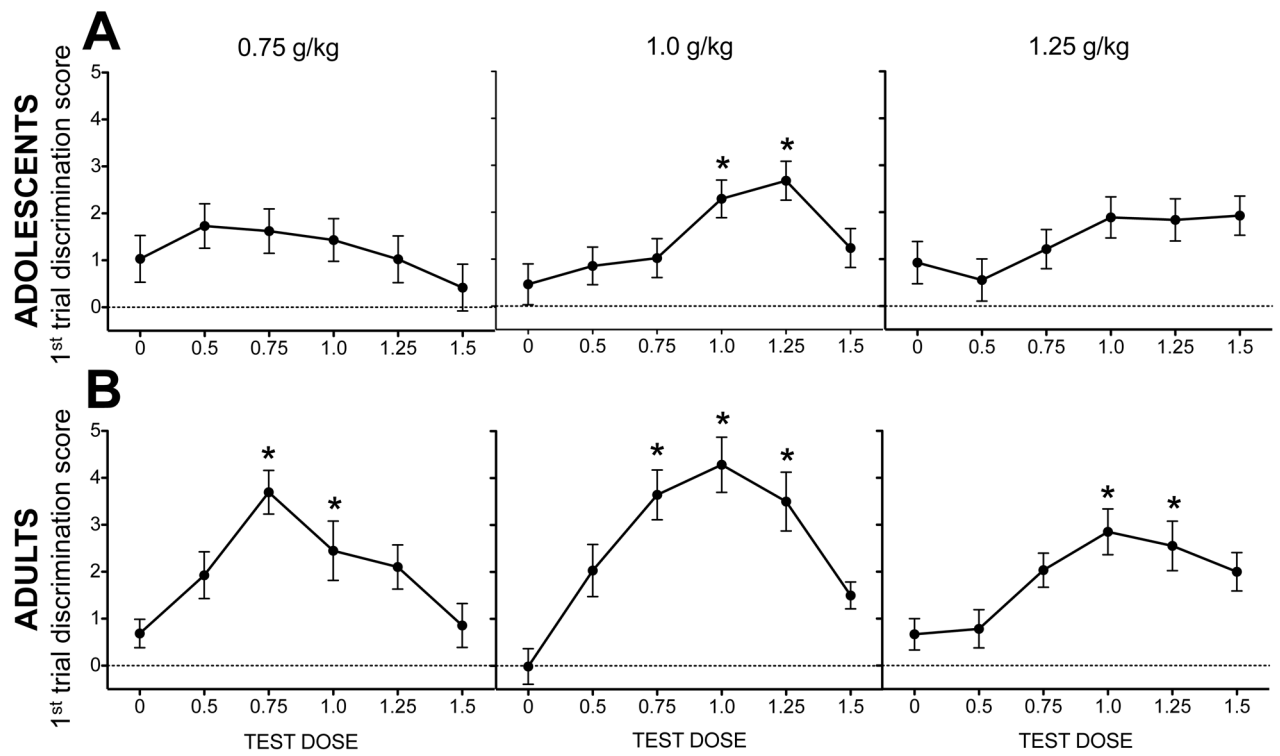 A
0.75 g/kg
1.0 g/kg
1.25 g/kg
ADOLESCENTS
1st trial discrimination score
5
4
3
2
1
0
* *
0 0.5 0.75 1.0 1.25 1.5
0 0.5 0.75 1.0 1.25 1.5
0 0.5 0.75 1.0 1.25 1.5
B
ADULTS
1st trial discrimination score
5
4
3
2
1
0
* *
* * *
* *
0 0.5 0.75 1.0 1.25 1.5
0 0.5 0.75 1.0 1.25 1.5
0 0.5 0.75 1.0 1.25 1.5
TEST DOSE
TEST DOSE
TEST DOSE